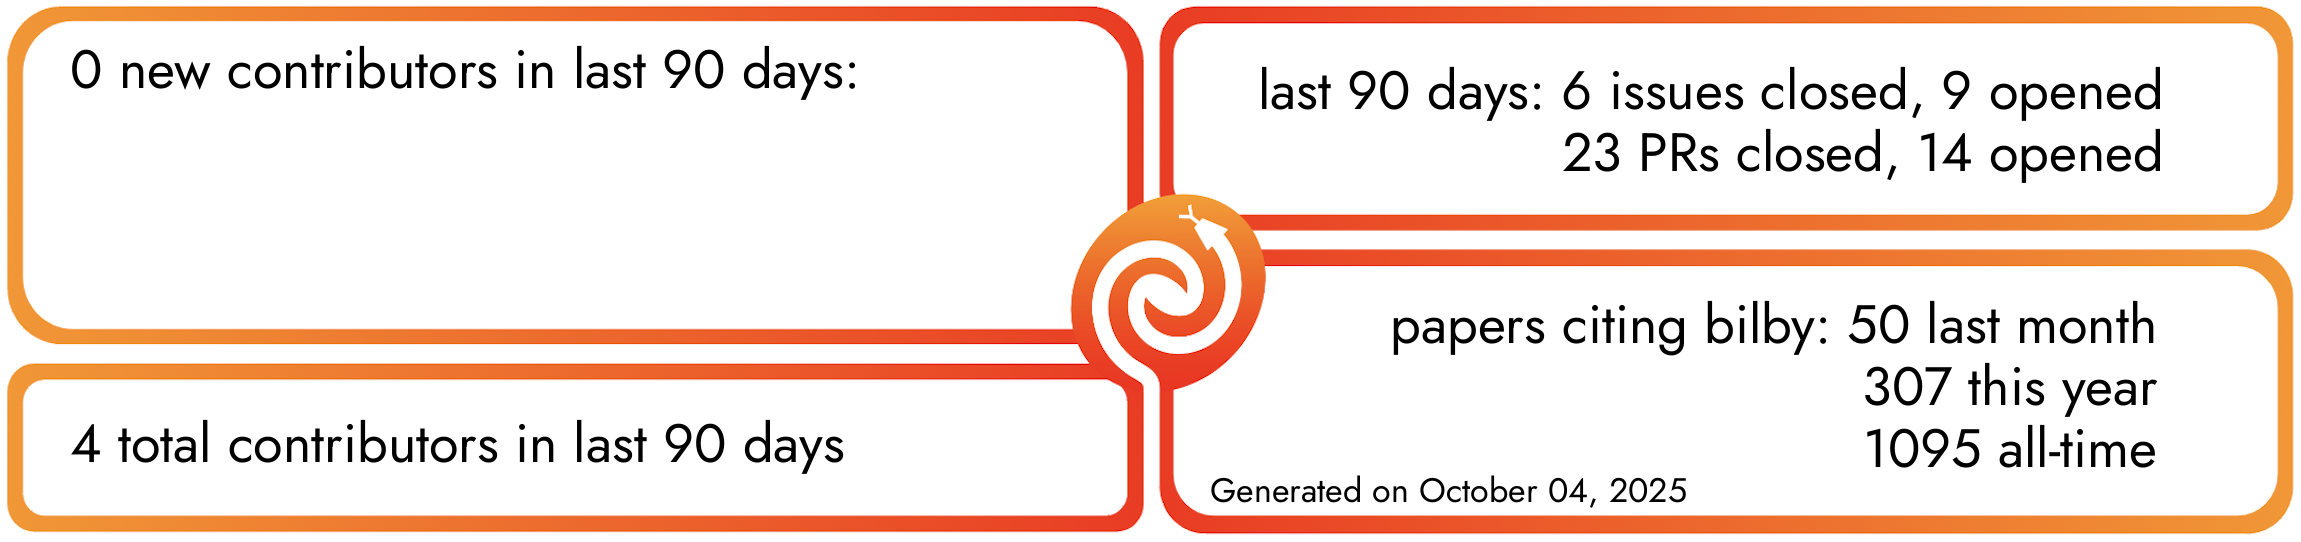 0 new contributors in last 90 days:
4 total contributors in last 90 days
last 90 days: 6 issues closed, 9 opened
23 PRs closed, 14 opened
papers citing bilby: 50 last month
307 this year
1095 all-time
Generated on October 04, 2025